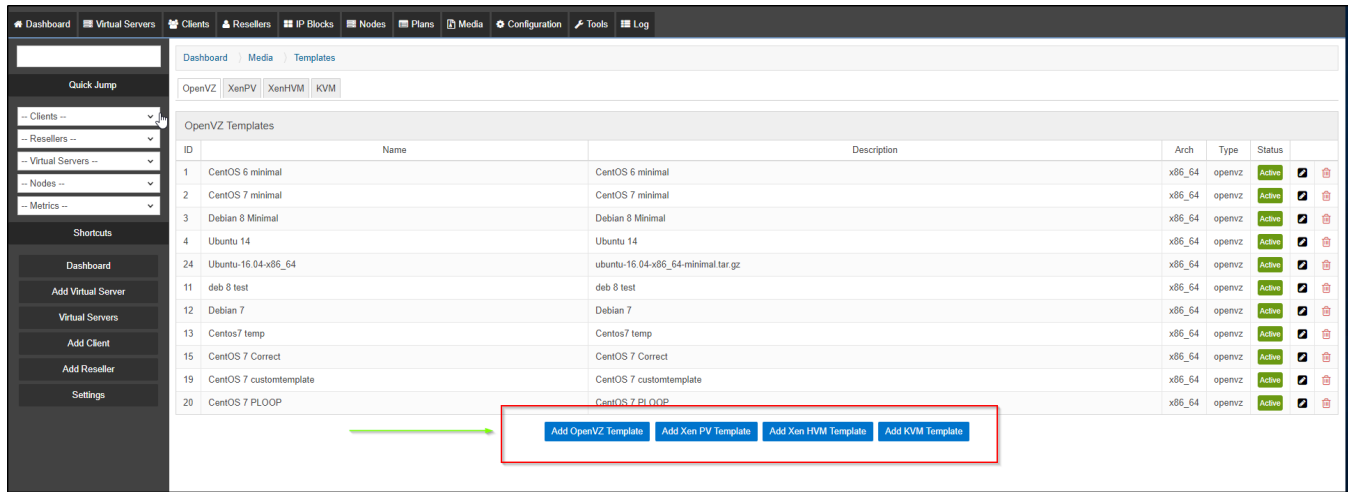 Dashboard Virtual Servers Clients Resellers IP Blocks Nodes Plans Media Configuration Tools Log
Quick Jump
-- Clients --
-- Resellers --
-- Virtual Servers --
-- Nodes --
-- Metrics --
Shortcuts
Dashboard
Add Virtual Server
Virtual Servers
Add Client
Add Reseller
Settings
Dashboard Media Templates
OpenVZ XenPV XenHVM KVM
OpenVZ Templates
ID Name Description Arch Type Status
1 CentOS 6 minimal CentOS 6 minimal x86_64 openvz Active
2 CentOS 7 minimal CentOS 7 minimal x86_64 openvz Active
3 Debian 8 Minimal Debian 8 Minimal x86_64 openvz Active
4 Ubuntu 14 Ubuntu 14 x86_64 openvz Active
24 Ubuntu-16.04-x86_64 ubuntu-16.04-x86_64-minimal.tar.gz x86_64 openvz Active
11 deb 8 test deb 8 test x86_64 openvz Active
12 Debian 7 Debian 7 x86_64 openvz Active
13 Centos7 temp Centos7 temp x86_64 openvz Active
15 CentOS 7 Correct CentOS 7 Correct x86_64 openvz Active
19 CentOS 7 customtemplate CentOS 7 customtemplate x86_64 openvz Active
20 CentOS 7 PLOOP CentOS 7 PLOOP x86_64 openvz Active
Add OpenVZ Template Add Xen PV Template Add Xen HVM Template Add KVM Template